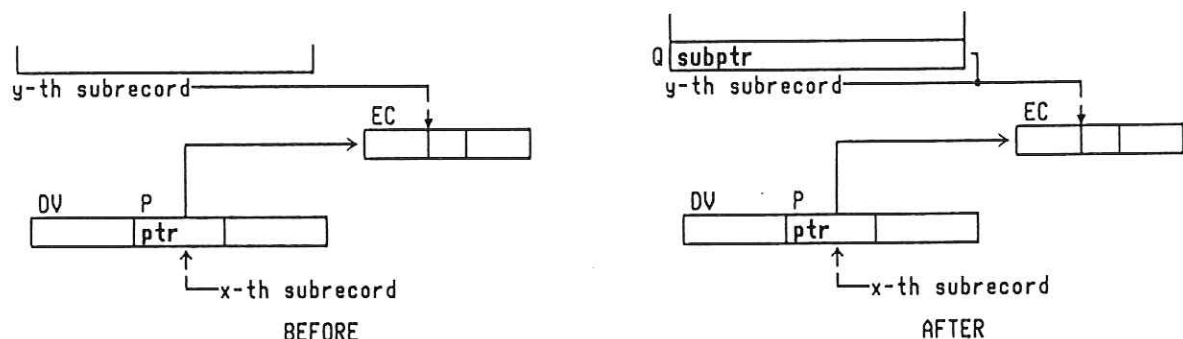 y-th subrecord
EC
DV P
ptr
x-th subrecord
BEFORE
Q subptr
y-th subrecord
EC
DV P
ptr
x-th subrecord
AFTER